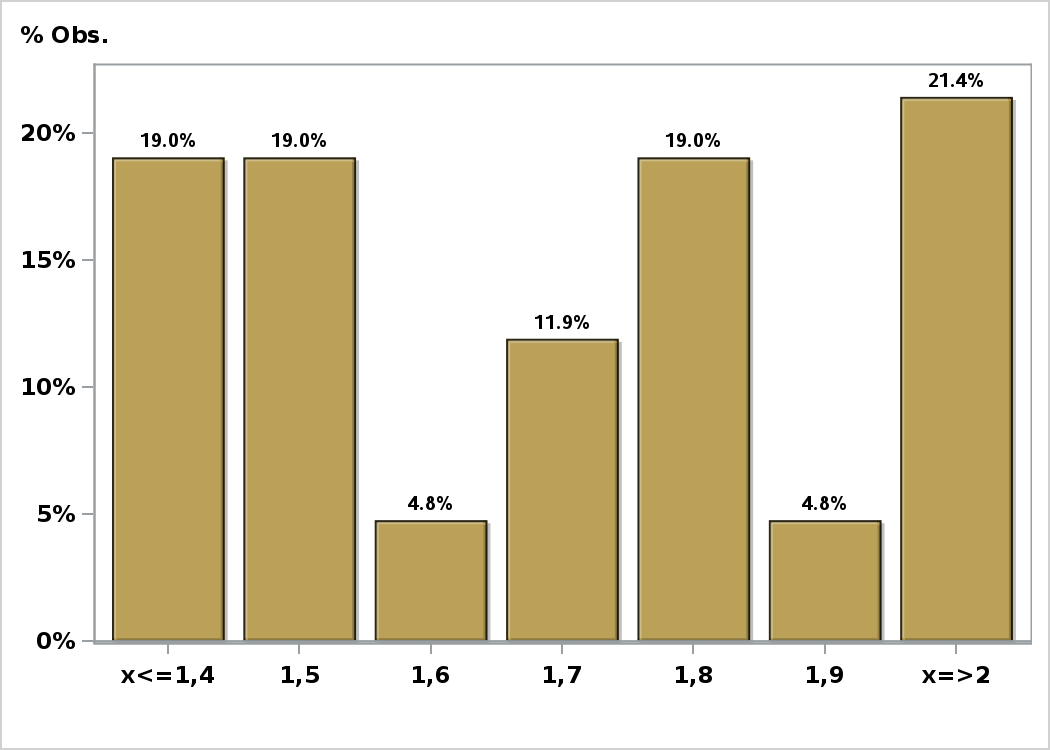 % Obs.
21.4%
20%
19.0% 19.0% 19.0%
15%
11.9%
10%
5%
4.8% 4.8%
0%
x<=1,4 1,5 1,6 1,7 1,8 1,9 x=>2